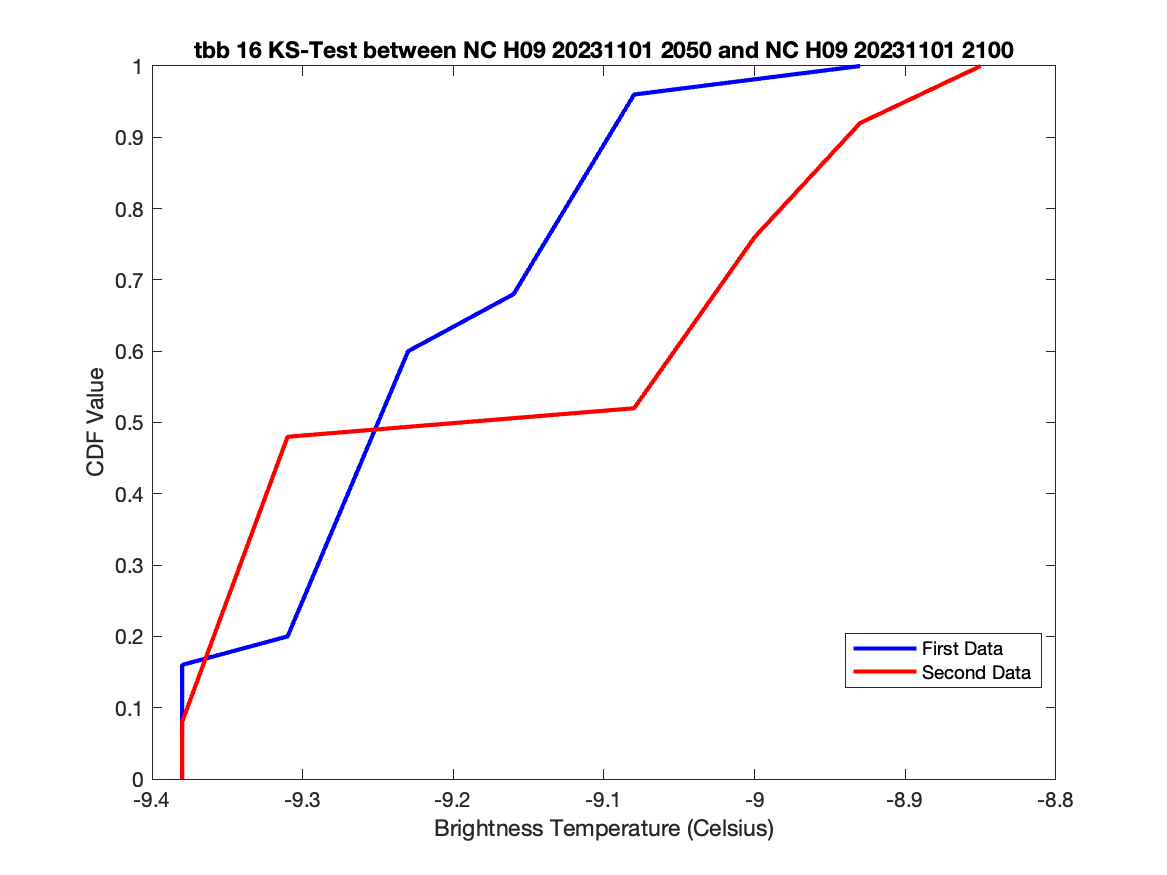 tbb 16 KS-Test between NC H09 20231101 2050 and NC H09 20231101 2100
1
0.9
0.8
0.7
0.6
0.5
0.4
0.3
0.2
0.1
0
CDF Value
First Data
Second Data
-9.4 -9.3 -9.2 -9.1 -9 -8.9 -8.8
Brightness Temperature (Celsius)